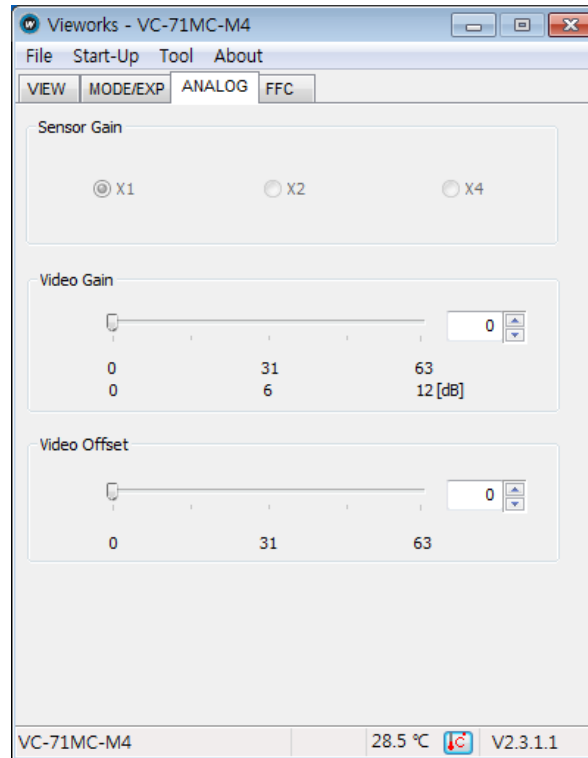 Vieworks - VC-71MC-M4
File Start-Up Tool About
VIEW MODE/EXP ANALOG FFC
Sensor Gain
X1 X2 X4
Video Gain
0
0 31 63
0 6 12 [dB]
Video Offset
0
0 31 63
VC-71MC-M4 28.5 ℃ C V2.3.1.1